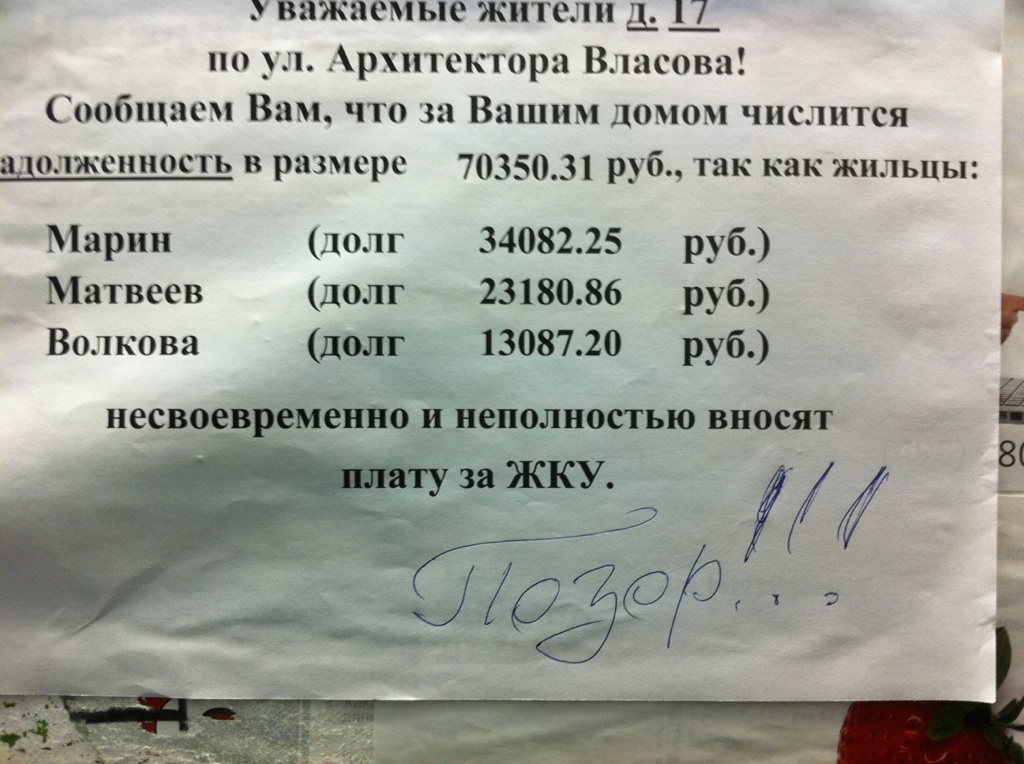 Уважаемые жители д. 17
по ул. Архитектора Власова!
Сообщаем Вам, что за Вашим домом числится
адолженность в размере 70350.31 руб., так как жильцы:
Марин (долг 34082.25 руб.)
Матвеев (долг 23180.86 руб.)
Волкова (долг 13087.20 руб.)
несвоевременно и неполностью вносят
плату за ЖКУ.
Позор!!!
80